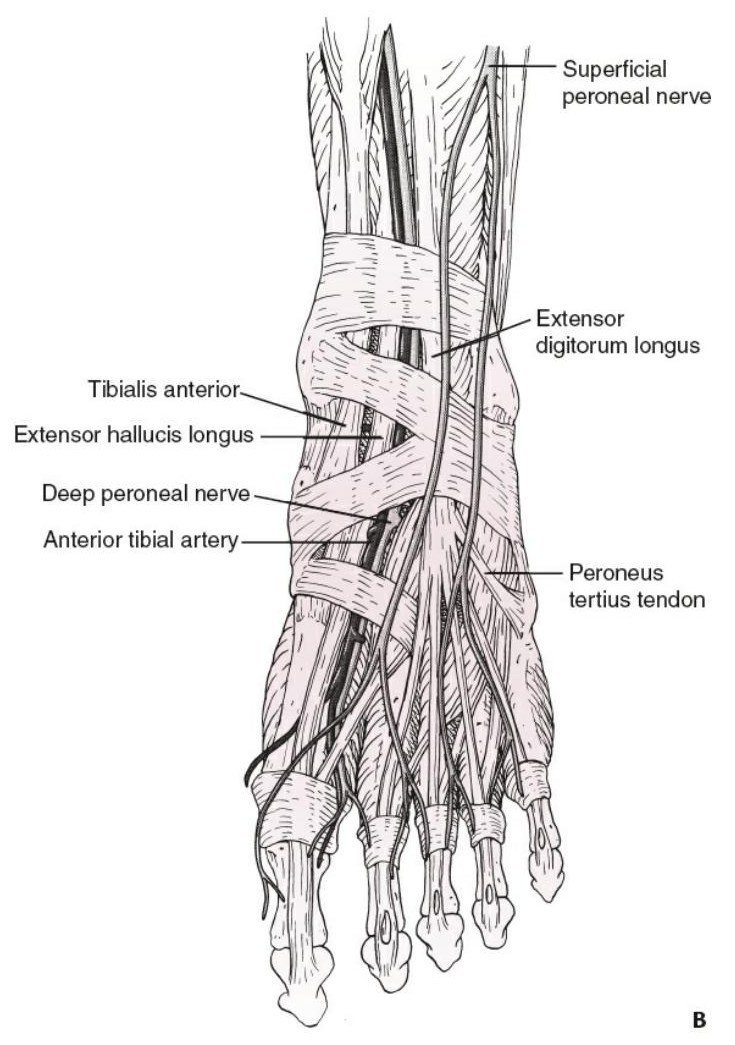 Superficial
peroneal nerve
Extensor
digitorum longus
Tibialis anterior
Extensor hallucis longus
Deep peroneal nerve
Anterior tibial artery
Peroneus
tertius tendon
B